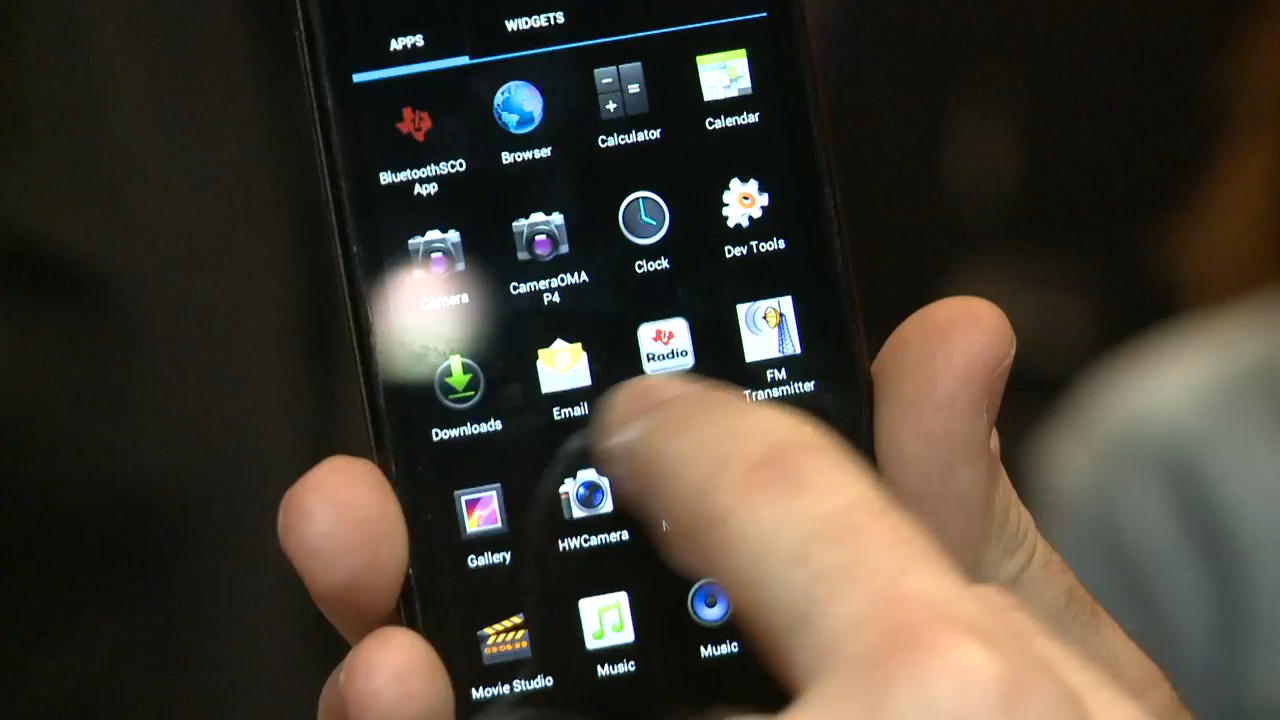 APPS
WIDGETS
BluetoothSCO
App
Browser
Calculator
Calendar
Camera
CameraOMA
P4
Clock
Dev Tools
Downloads
Email
Radio
FM
Transmitter
Gallery
HWCamera
Movie Studio
Music
Music